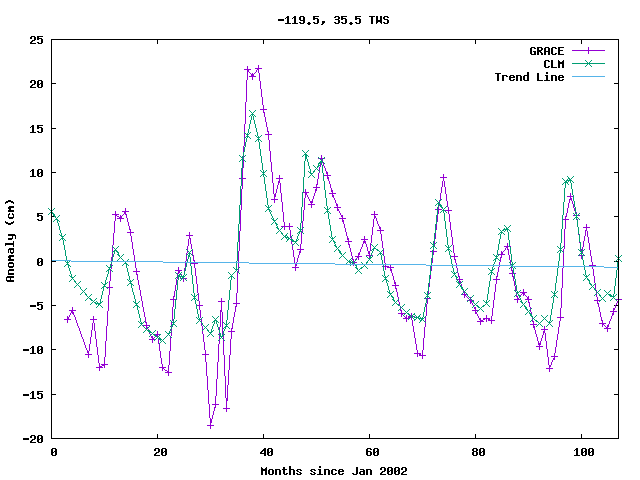 -119.5, 35.5 TWS
GRACE
CLM
Trend Line
25
20
15
10
5
0
-5
-10
-15
-20
Anomaly (cm)
0 20 40 60 80 100
Months since Jan 2002